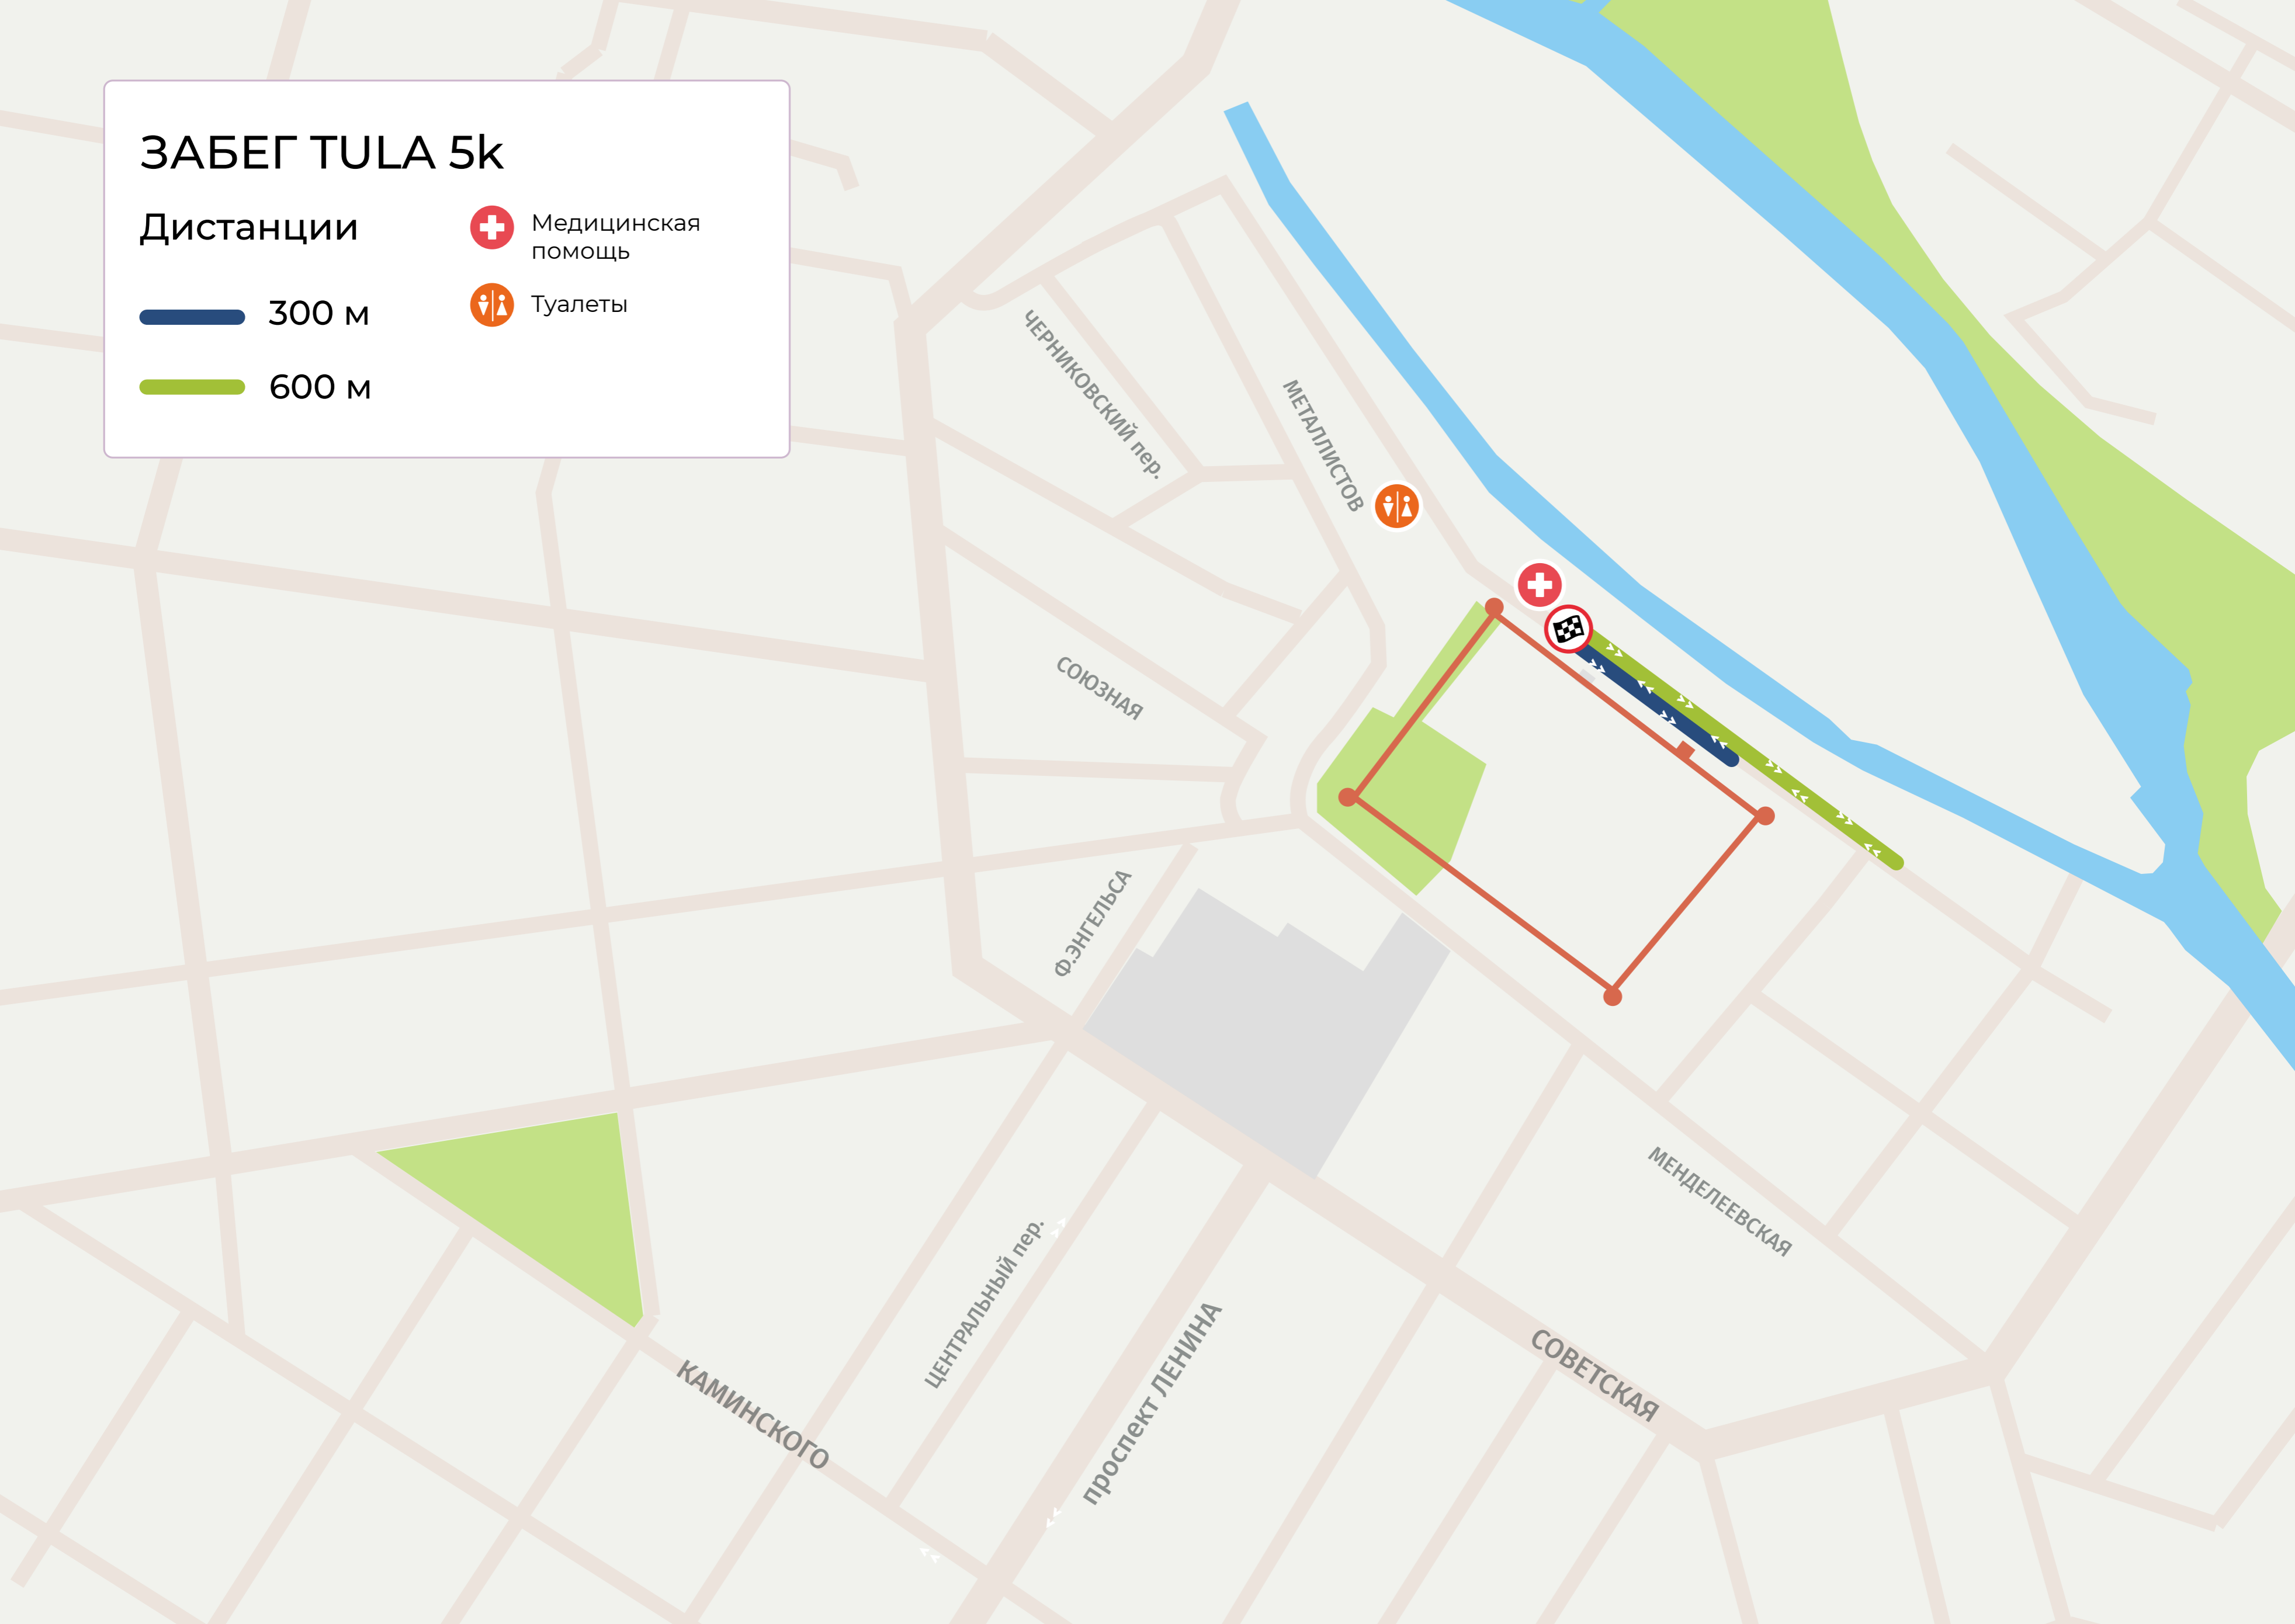 ЗАБЕГ TULA 5k
Дистанции
300 м
600 м
Медицинская
помощь
Туалеты
ЧЕРНИКОВСКИЙ пер.
МЕТАЛЛИСТОВ
СОЮЗНАЯ
Ф.ЭНГЕЛЬСА
МЕНДЕЛЕЕВСКАЯ
ЦЕНТРАЛЬНЫЙ пер.
проспект ЛЕНИНА
СОВЕТСКАЯ
КАМИНСКОГО